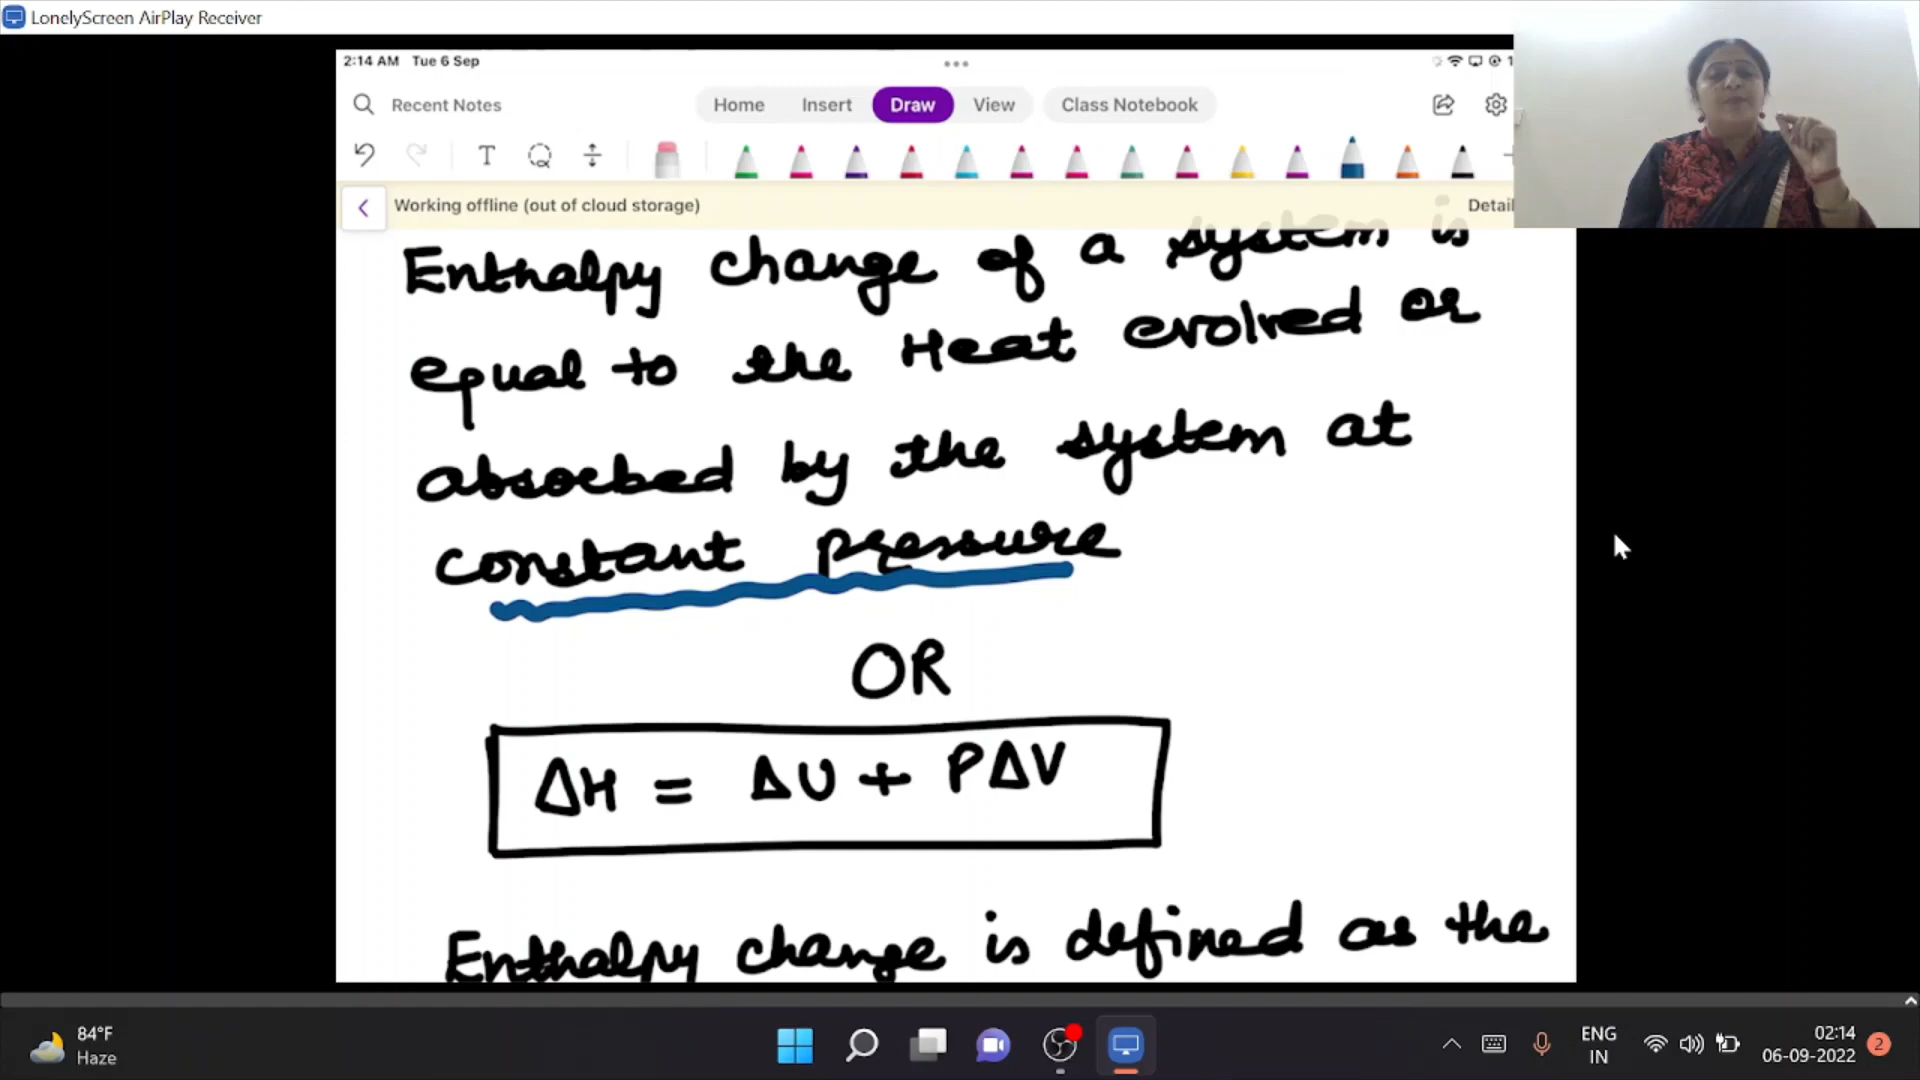 LonelyScreen AirPlay Receiver
2:14 AM Tue 6 Sep
Recent Notes Home Insert Draw View Class Notebook
T
Working offline (out of cloud storage) Detail
Enthalpy change of a system is
equal to the Heat evolved or
absorbed by the system at
constant pressure
OR
ΔH = ΔU + PΔV
Enthalpy change is defined as the
84°F
Haze
ENG
IN
02:14
06-09-2022
2